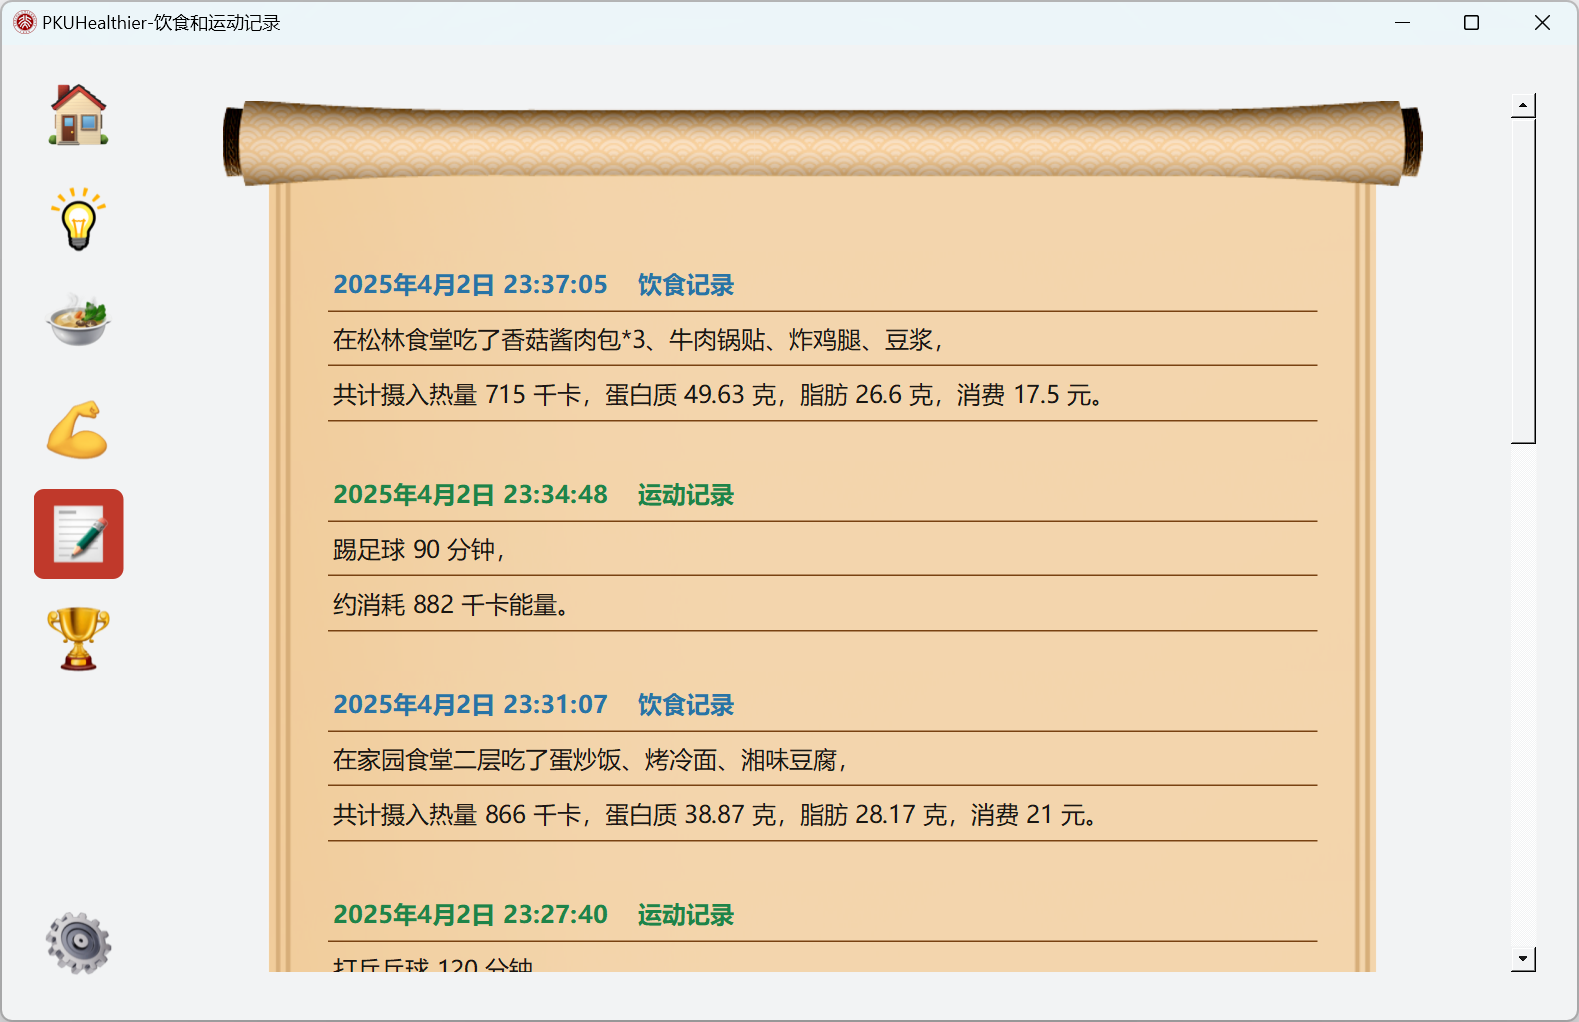 PKUHealthier-饮食和运动记录
2025年4月2日 23:37:05 饮食记录
在松林食堂吃了香菇酱肉包*3、牛肉锅贴、炸鸡腿、豆浆，
共计摄入热量 715 千卡，蛋白质 49.63 克，脂肪 26.6 克，消费 17.5 元。
2025年4月2日 23:34:48 运动记录
踢足球 90 分钟，
约消耗 882 千卡能量。
2025年4月2日 23:31:07 饮食记录
在家园食堂二层吃了蛋炒饭、烤冷面、湘味豆腐，
共计摄入热量 866 千卡，蛋白质 38.87 克，脂肪 28.17 克，消费 21 元。
2025年4月2日 23:27:40 运动记录
打乒乓球 120 分钟